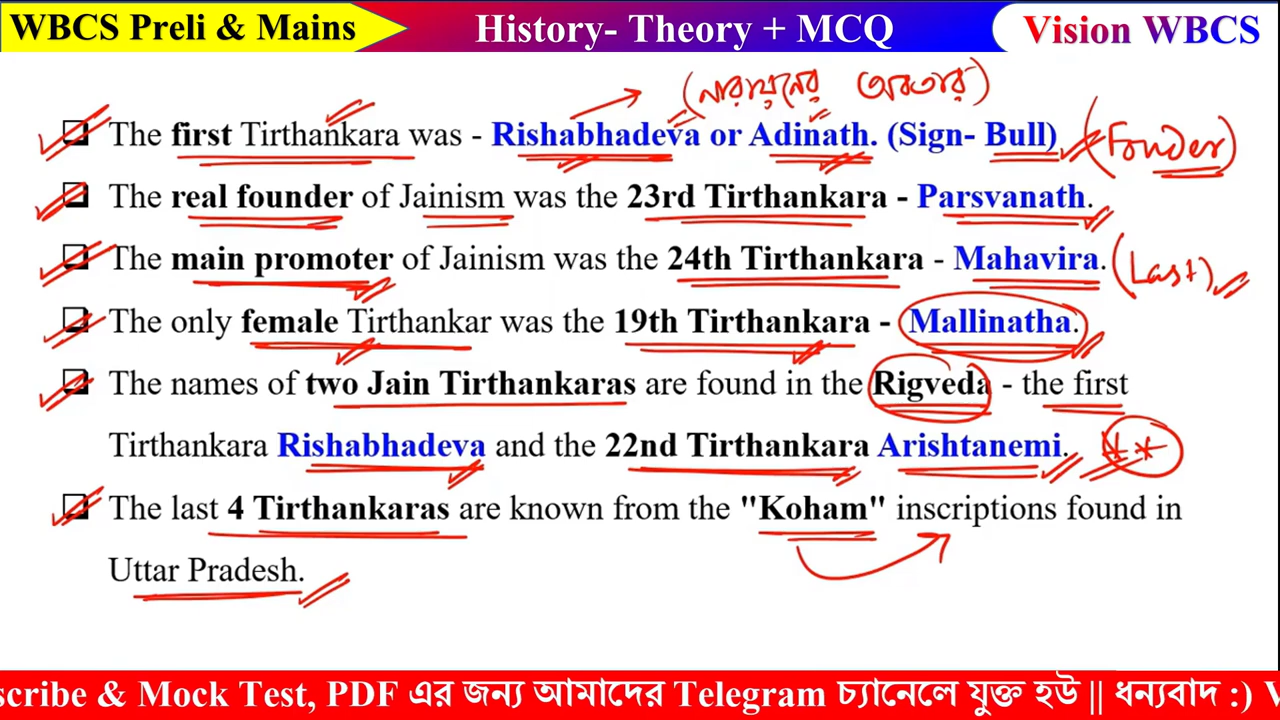 WBCS Preli & Mains
History- Theory + MCQ
Vision WBCS
(নারায়নের অবতার)
The first Tirthankara was - Rishabhadeva or Adinath. (Sign- Bull) (Fonder)
The real founder of Jainism was the 23rd Tirthankara - Parsvanath.
The main promoter of Jainism was the 24th Tirthankara - Mahavira. (Last)
The only female Tirthankar was the 19th Tirthankara - Mallinatha.
The names of two Jain Tirthankaras are found in the Rigveda - the first
Tirthankara Rishabhadeva and the 22nd Tirthankara Arishtanemi. **
The last 4 Tirthankaras are known from the "Koham" inscriptions found in
Uttar Pradesh.
scribe & Mock Test, PDF এর জন্য আমাদের Telegram চ্যানেলে যুক্ত হউ || ধন্যবাদ :) V